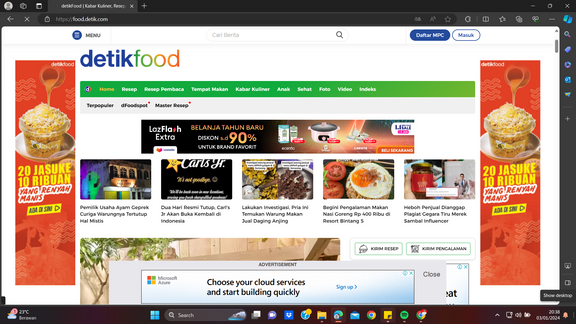 detikFood | Kabar Kuliner, Resep
https://food.detik.com
MENU
Cari Berita
Daftar MPC
Masuk
detikfood
Home Resep Resep Pembaca Tempat Makan Kabar Kuliner Anak Sehat Foto Video Indeks
Terpopuler dFoodspot Master Resep
detikfood
20 JASUKE
10 RIBUAN
YANG RENYAH
MANIS
ADA DI SINI
LazFlash
Extra
BELANJA TAHUN BARU
DISKON s.d 90%
UNTUK BRAND FAVORIT
BELI SEKARANG
detikfood
20 JASUKE
10 RIBUAN
YANG RENYAH
MANIS
ADA DI SINI
Carl's Jr.
It's not goodbye.
Pemilik Usaha Ayam Geprek
Curiga Warungnya Tertutup
Hal Mistis
Dua Hari Resmi Tutup, Carl's
Jr Akan Buka Kembali di
Indonesia
Lakukan Investigasi. Pria Ini
Temukan Warung Makan
Jual Daging Anjing
Begini Pengalaman Makan
Nasi Goreng Rp 400 Ribu di
Resort Bintang 5
Heboh Penjual Dianggap
Plagiat Gegara Tiru Merek
Sambal Influencer
KIRIM RESEP
KIRIM PENGALAMAN
ADVERTISEMENT
Close
Microsoft
Azure
Choose your cloud services
and start building quickly
Sign up
Show desktop
23°C
Berawan
Search
20:38
03/01/2024